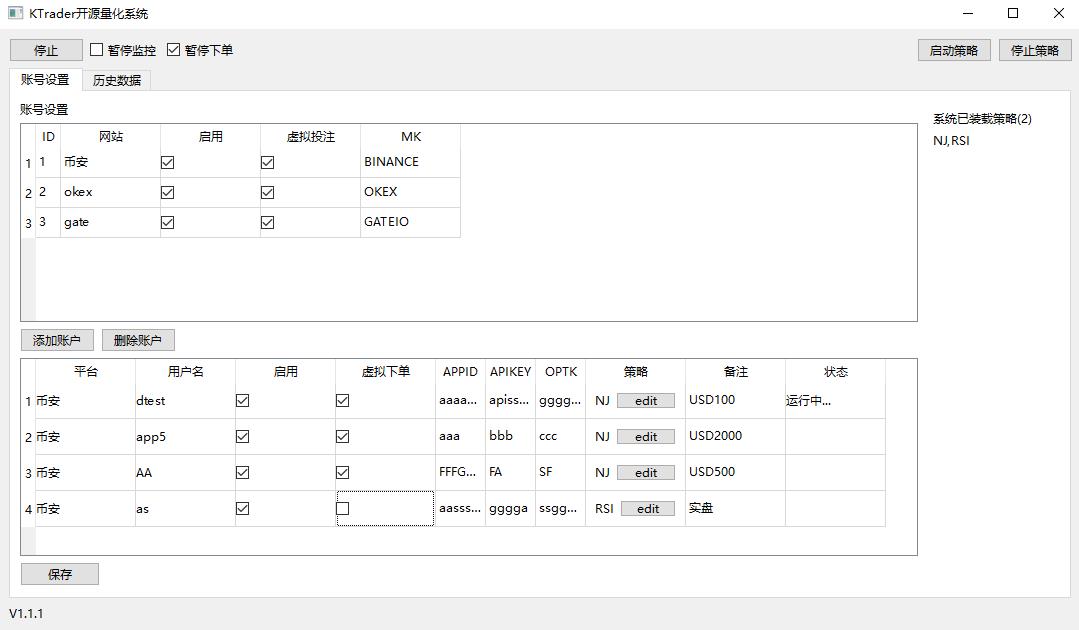 KTrader开源量化系统
停止 暂停监控 暂停下单 启动策略 停止策略
账号设置 历史数据
账号设置
系统已装载策略(2)
NJ,RSI
ID 网站 启用 虚拟投注 MK
1 1 币安 BINANCE
2 2 okex OKEX
3 3 gate GATEIO
添加账户 删除账户
平台 用户名 启用 虚拟下单 APPID APIKEY OPTK 策略 备注 状态
1 币安 dtest aaaa... apiss... gggg... NJ edit USD100 运行中...
2 币安 app5 aaa bbb ccc NJ edit USD2000
3 币安 AA FFFG... FA SF NJ edit USD500
4 币安 as aasss... gggga ssgg... RSI edit 实盘
保存
V1.1.1